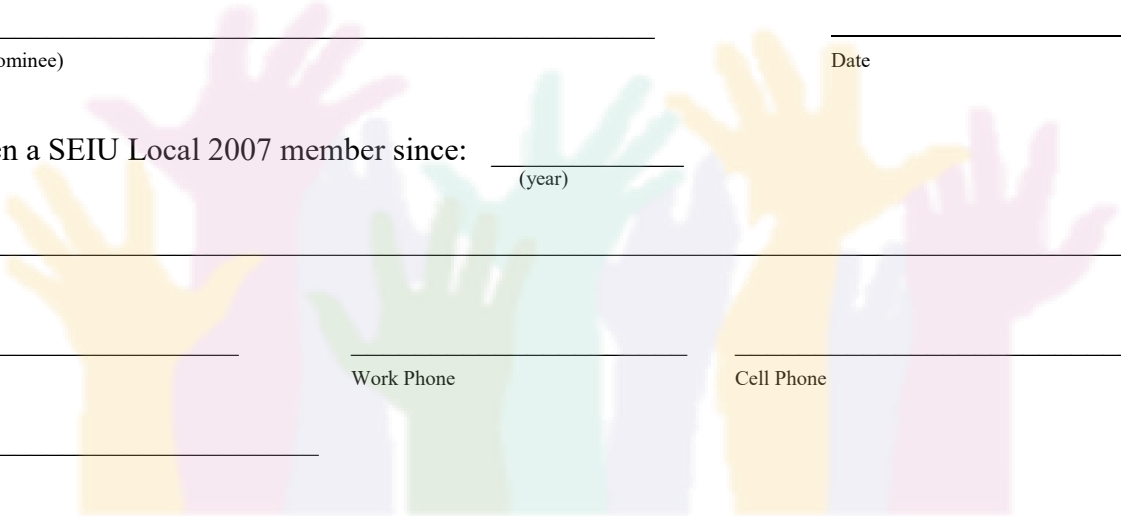 ominee) Date
en a SEIU Local 2007 member since:
(year)
Work Phone Cell Phone